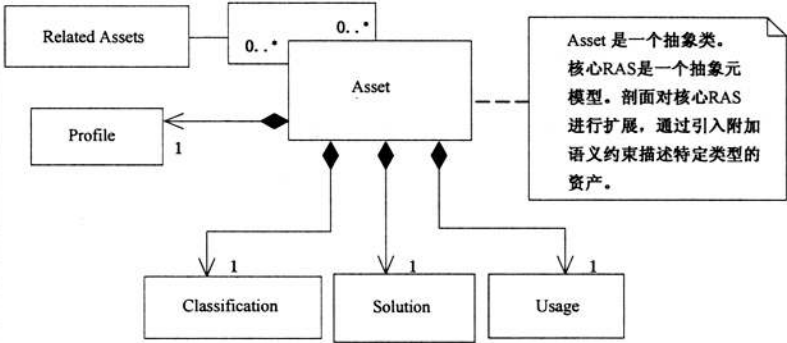 Related Assets
0..*
0..*
Asset
Profile
1
Asset 是一个抽象类。
核心RAS是一个抽象元
模型。剖面对核心RAS
进行扩展，通过引入附加
语义约束描述特定类型的
资产。
1
1
1
Classification
Solution
Usage